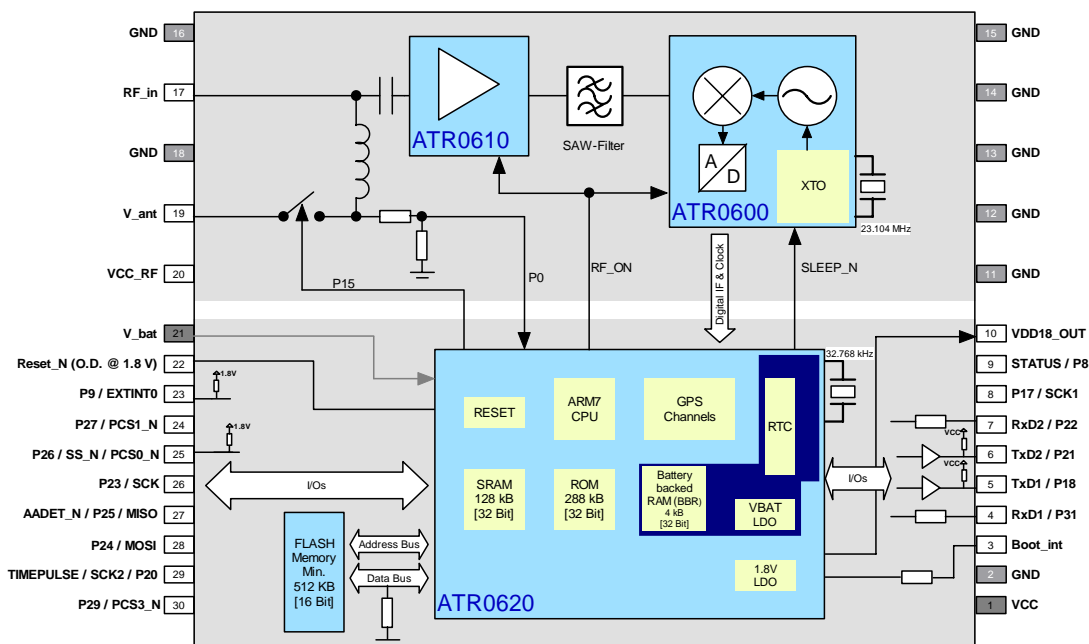 GND
16
RF_in
17
GND
18
V_ant
19
VCC_RF
20
V_bat
21
Reset_N (O.D. @ 1.8 V)
22
P9 / EXTINT0
23
P27 / PCS1_N
24
P26 / SS_N / PCS0_N
25
P23 / SCK
26
AADET_N / P25 / MISO
27
P24 / MOSI
28
TIMEPULSE / SCK2 / P20
29
P29 / PCS3_N
30
1.8V
1.8V
ATR0610
SAW-Filter
A
D
XTO
ATR0600
23.104 MHz
P15
P0
RF_ON
Digital IF & Clock
SLEEP_N
32.768 kHz
RESET
ARM7
CPU
GPS
Channels
RTC
SRAM
128 kB
[32 Bit]
ROM
288 kB
[32 Bit]
Battery
backed
RAM (BBR)
4 kB
[32 Bit]
VBAT
LDO
1.8V
LDO
ATR0620
I/Os
I/Os
FLASH
Memory
Min.
512 KB
[16 Bit]
Address Bus
Data Bus
VCC
VCC
15
GND
14
GND
13
GND
12
GND
11
GND
10
VDD18_OUT
9
STATUS / P8
8
P17 / SCK1
7
RxD2 / P22
6
TxD2 / P21
5
TxD1 / P18
4
RxD1 / P31
3
Boot_int
2
GND
1
VCC